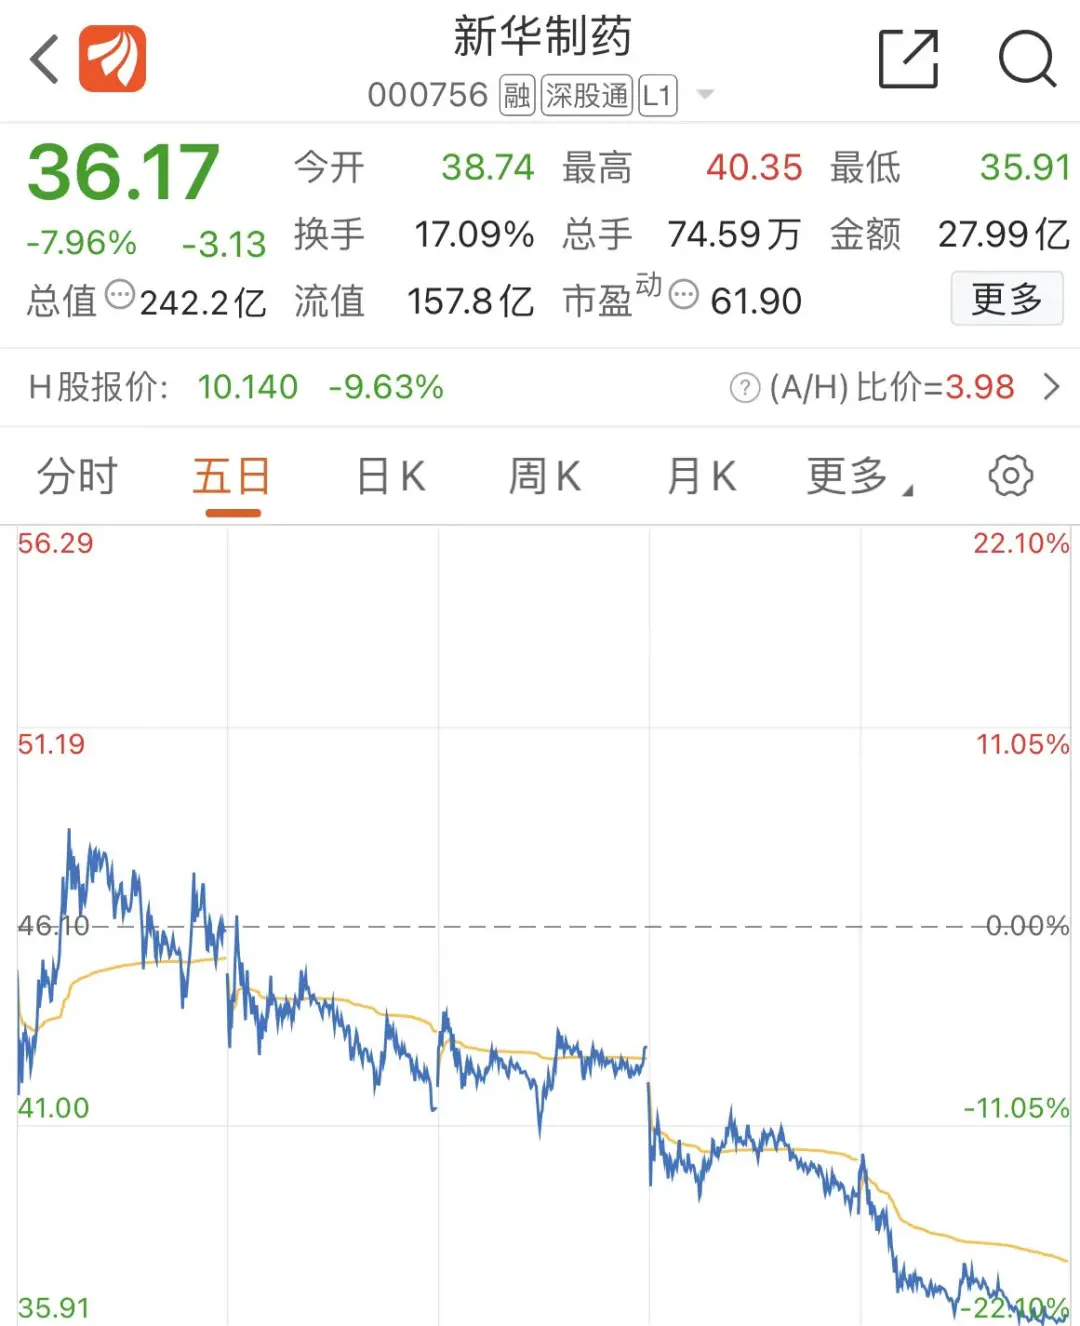 新华制药
000756 融 深股通 L1
36.17 今开 38.74 最高 40.35 最低 35.91
-7.96% -3.13 换手 17.09% 总手 74.59万 金额 27.99亿
总值 242.2亿 流值 157.8亿 市盈动 61.90 更多
H股报价: 10.140 -9.63% ? (A/H)比价=3.98
分时 五日 日K 周K 月K 更多
56.29 22.10%
51.19 11.05%
46.10 0.00%
41.00 -11.05%
35.91 -22.10%